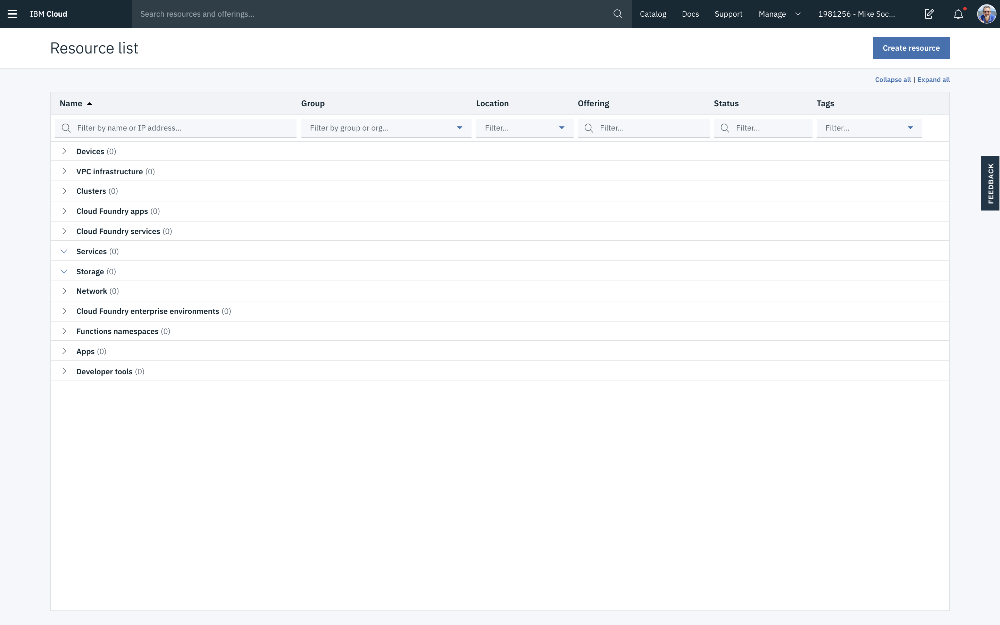 IBM Cloud
Search resources and offerings...
Catalog
Docs
Support
Manage
1981256 - Mike Soc...
Resource list
Create resource
Collapse all | Expand all
Name
Group
Location
Offering
Status
Tags
Filter by name or IP address...
Filter by group or org...
Filter...
Filter...
Filter...
Filter...
Devices (0)
VPC infrastructure (0)
Clusters (0)
Cloud Foundry apps (0)
Cloud Foundry services (0)
Services (0)
Storage (0)
Network (0)
Cloud Foundry enterprise environments (0)
Functions namespaces (0)
Apps (0)
Developer tools (0)
FEEDBACK